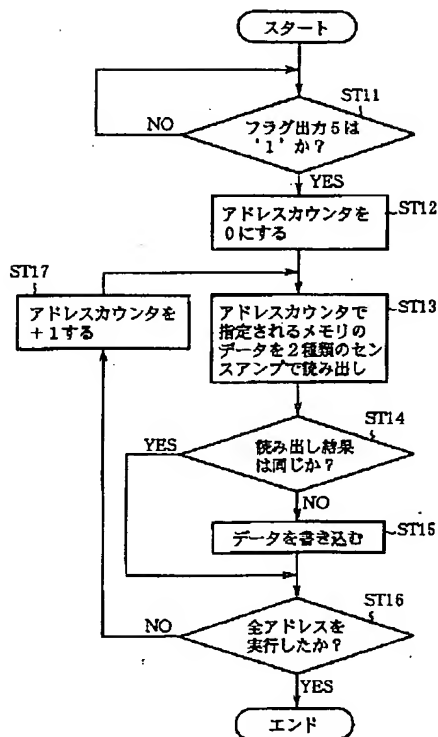 スタート
ST11
NO
フラグ出力5は
'1'か?
YES
ST12
アドレスカウンタを
0にする
ST17
アドレスカウンタを
+1する
ST13
アドレスカウンタで
指定されるメモリの
データを2種類のセン
スアンプで読み出し
ST14
YES
読み出し結果
は同じか?
NO
データを書き込む
ST15
ST16
NO
全アドレスを
実行したか?
YES
エンド